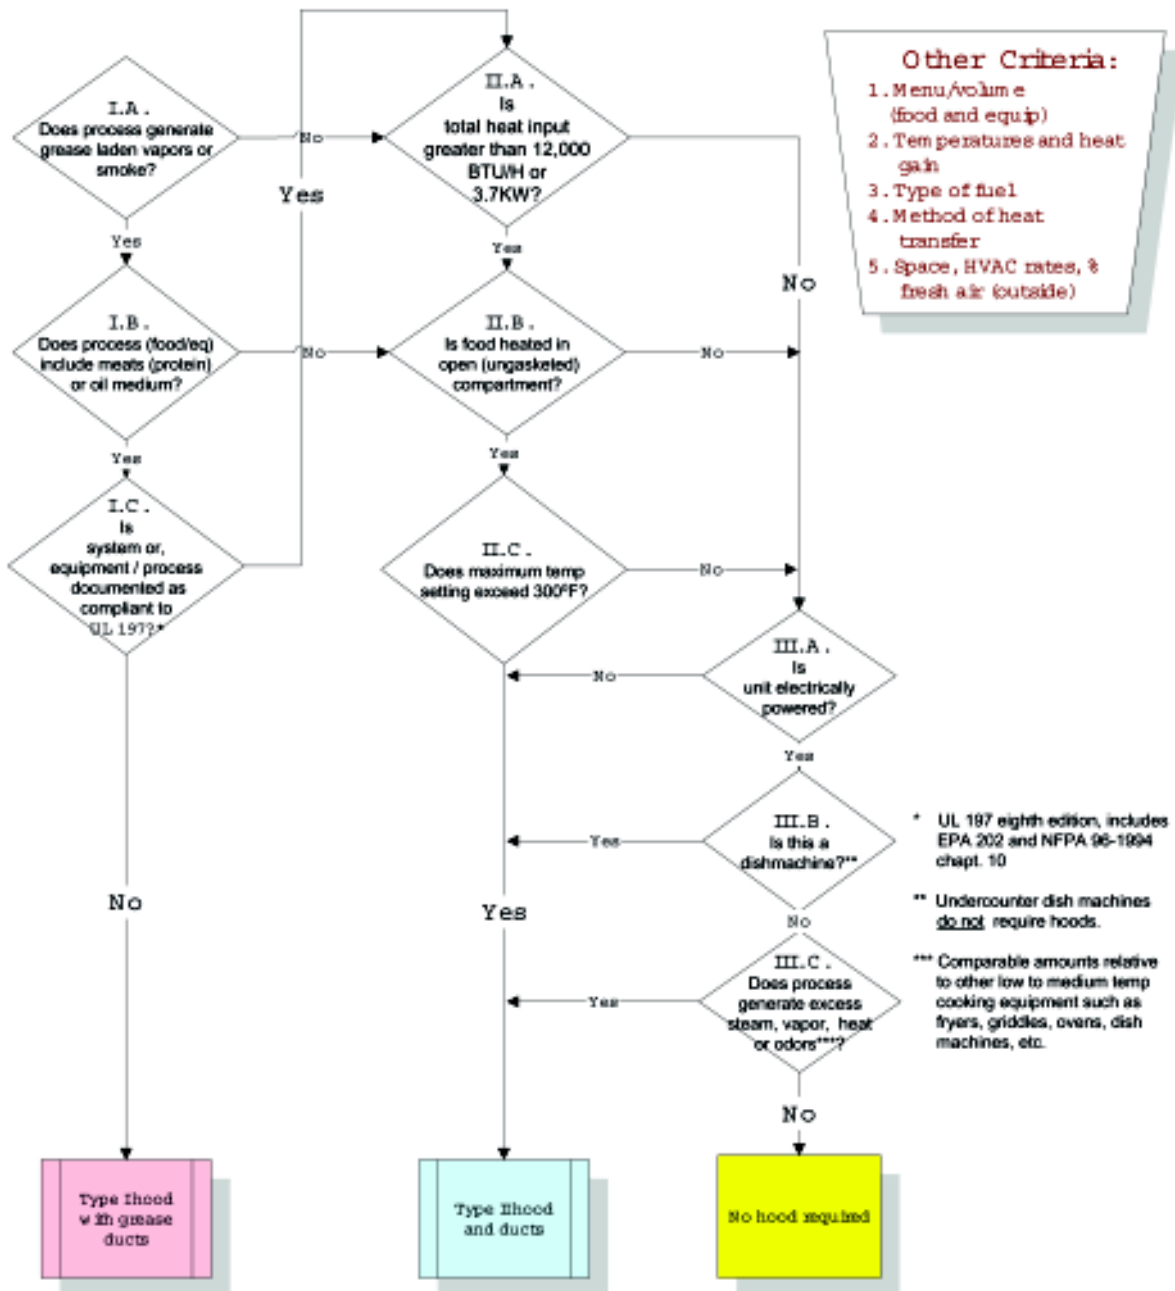 I.A.
Does process generate
grease laden vapors or
smoke?
No
Yes
I.B.
Does process (food/eq)
include meats (protein)
or oil medium?
No
Yes
I.C.
Is
system or,
equipment / process
documented as
compliant to
UL 197?*
Yes
No
Type I hood
with grease
ducts
II.A.
Is
total heat input
greater than 12,000
BTU/H or
3.7KW?
No
Yes
II.B.
Is food heated in
open (ungasketed)
compartment?
No
Yes
II.C.
Does maximum temp
setting exceed 300ºF?
No
Yes
Type II hood
and ducts
III.A.
Is
unit electrically
powered?
No
Yes
III.B.
Is this a
dishmachine?**
Yes
No
III.C.
Does process
generate excess
steam, vapor, heat
or odors***?
Yes
No
No hood required
Other Criteria:
1. Menu/volume
(food and equip)
2. Temperatures and heat
gain
3. Type of fuel
4. Method of heat
transfer
5. Space, HVAC rates, %
fresh air (outside)
* UL 197 eighth edition, includes
EPA 202 and NFPA 96-1994
chapt. 10
** Undercounter dish machines
do not require hoods.
*** Comparable amounts relative
to other low to medium temp
cooking equipment such as
fryers, griddles, ovens, dish
machines, etc.